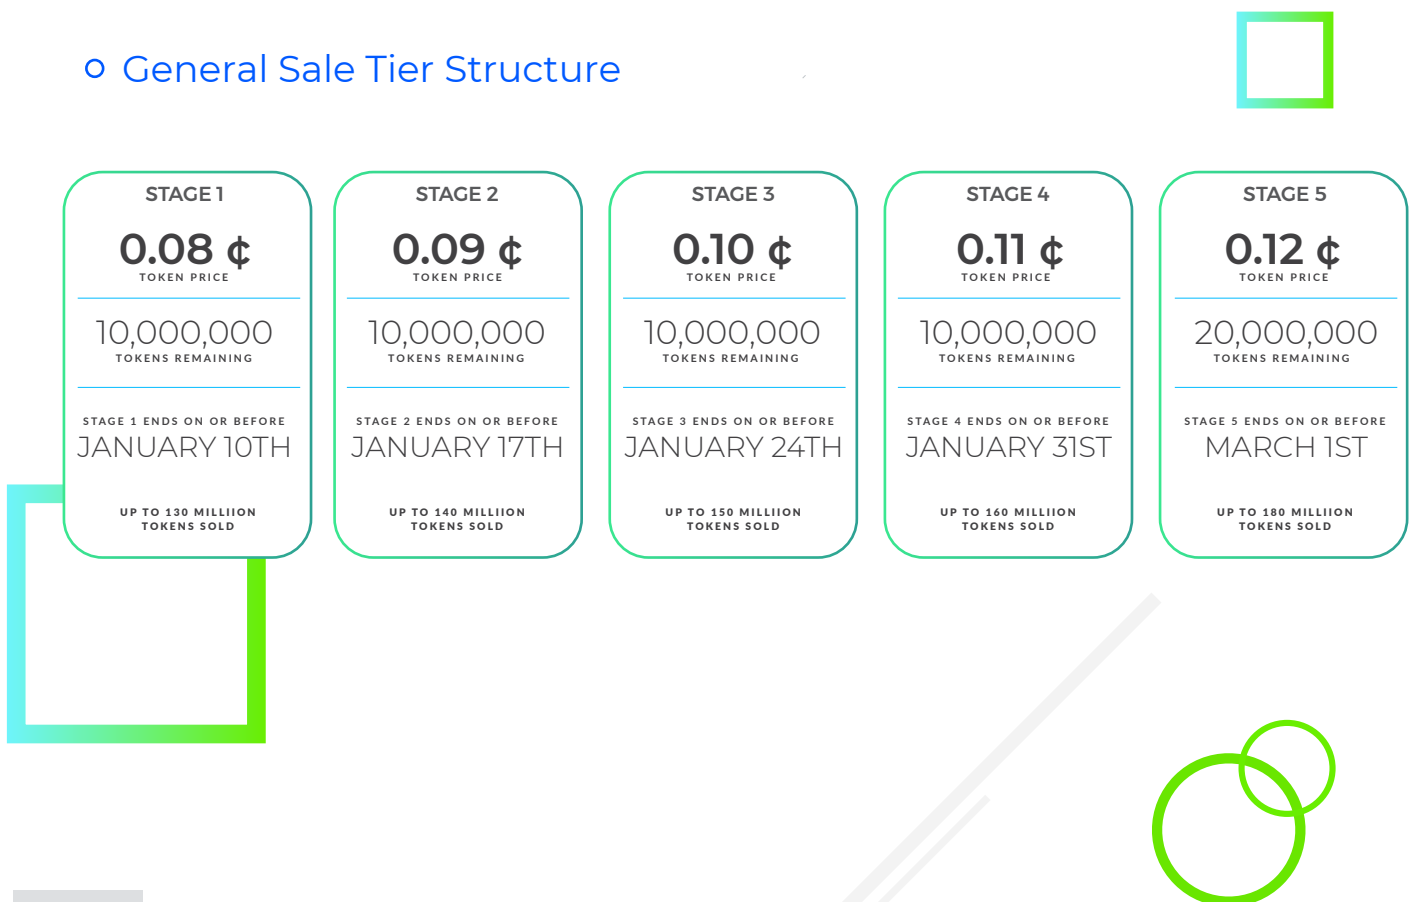 General Sale Tier Structure
STAGE 1
0.08 ¢
TOKEN PRICE
10,000,000
TOKENS REMAINING
STAGE 1 ENDS ON OR BEFORE
JANUARY 10TH
UP TO 130 MILLIION
TOKENS SOLD
STAGE 2
0.09 ¢
TOKEN PRICE
10,000,000
TOKENS REMAINING
STAGE 2 ENDS ON OR BEFORE
JANUARY 17TH
UP TO 140 MILLIION
TOKENS SOLD
STAGE 3
0.10 ¢
TOKEN PRICE
10,000,000
TOKENS REMAINING
STAGE 3 ENDS ON OR BEFORE
JANUARY 24TH
UP TO 150 MILLIION
TOKENS SOLD
STAGE 4
0.11 ¢
TOKEN PRICE
10,000,000
TOKENS REMAINING
STAGE 4 ENDS ON OR BEFORE
JANUARY 31ST
UP TO 160 MILLIION
TOKENS SOLD
STAGE 5
0.12 ¢
TOKEN PRICE
20,000,000
TOKENS REMAINING
STAGE 5 ENDS ON OR BEFORE
MARCH 1ST
UP TO 180 MILLIION
TOKENS SOLD